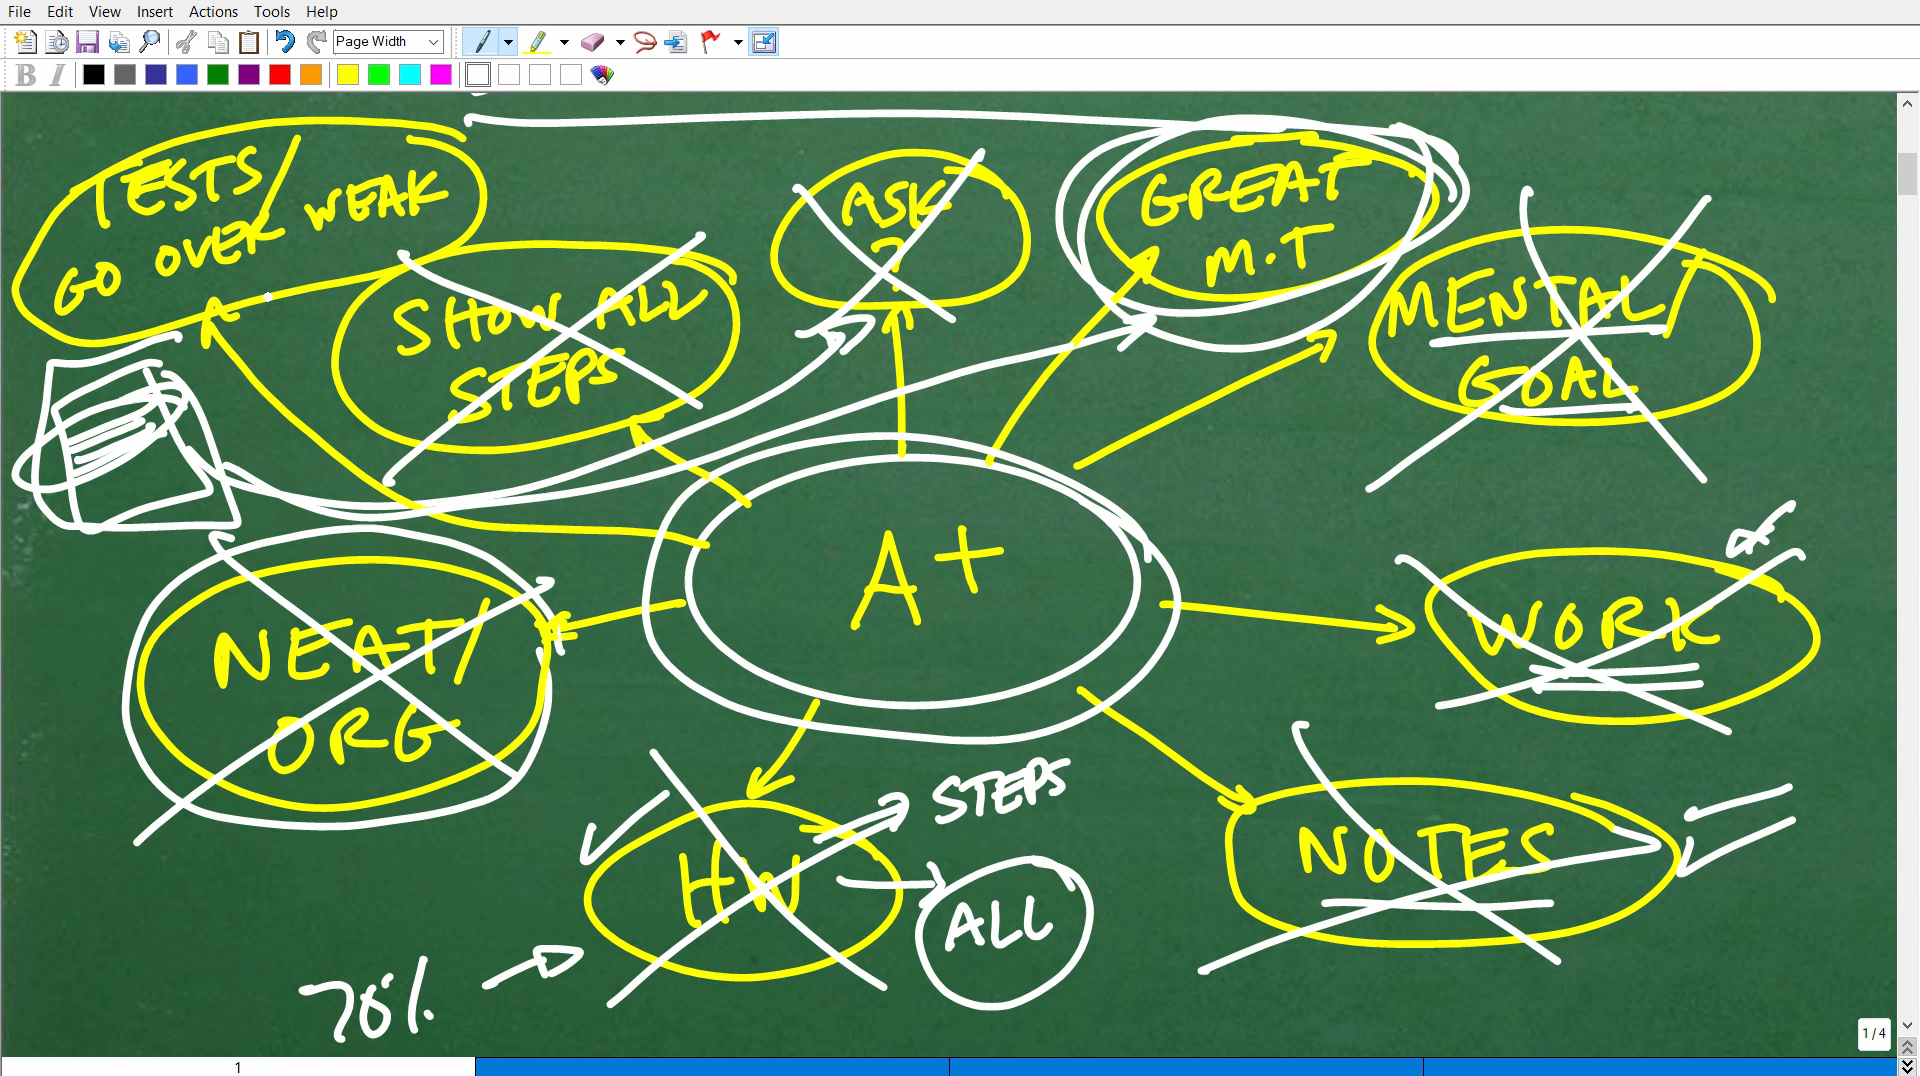 File Edit View Insert Actions Tools Help
Page Width
B I
TESTS/
GO OVER WEAK
SHOW ALL
STEPS
ASK
?
GREAT
M.T
MENTAL/
GOAL
A+
NEAT/
ORG
WORK
HW
STEPS
ALL
NOTES
70%
1/4
1